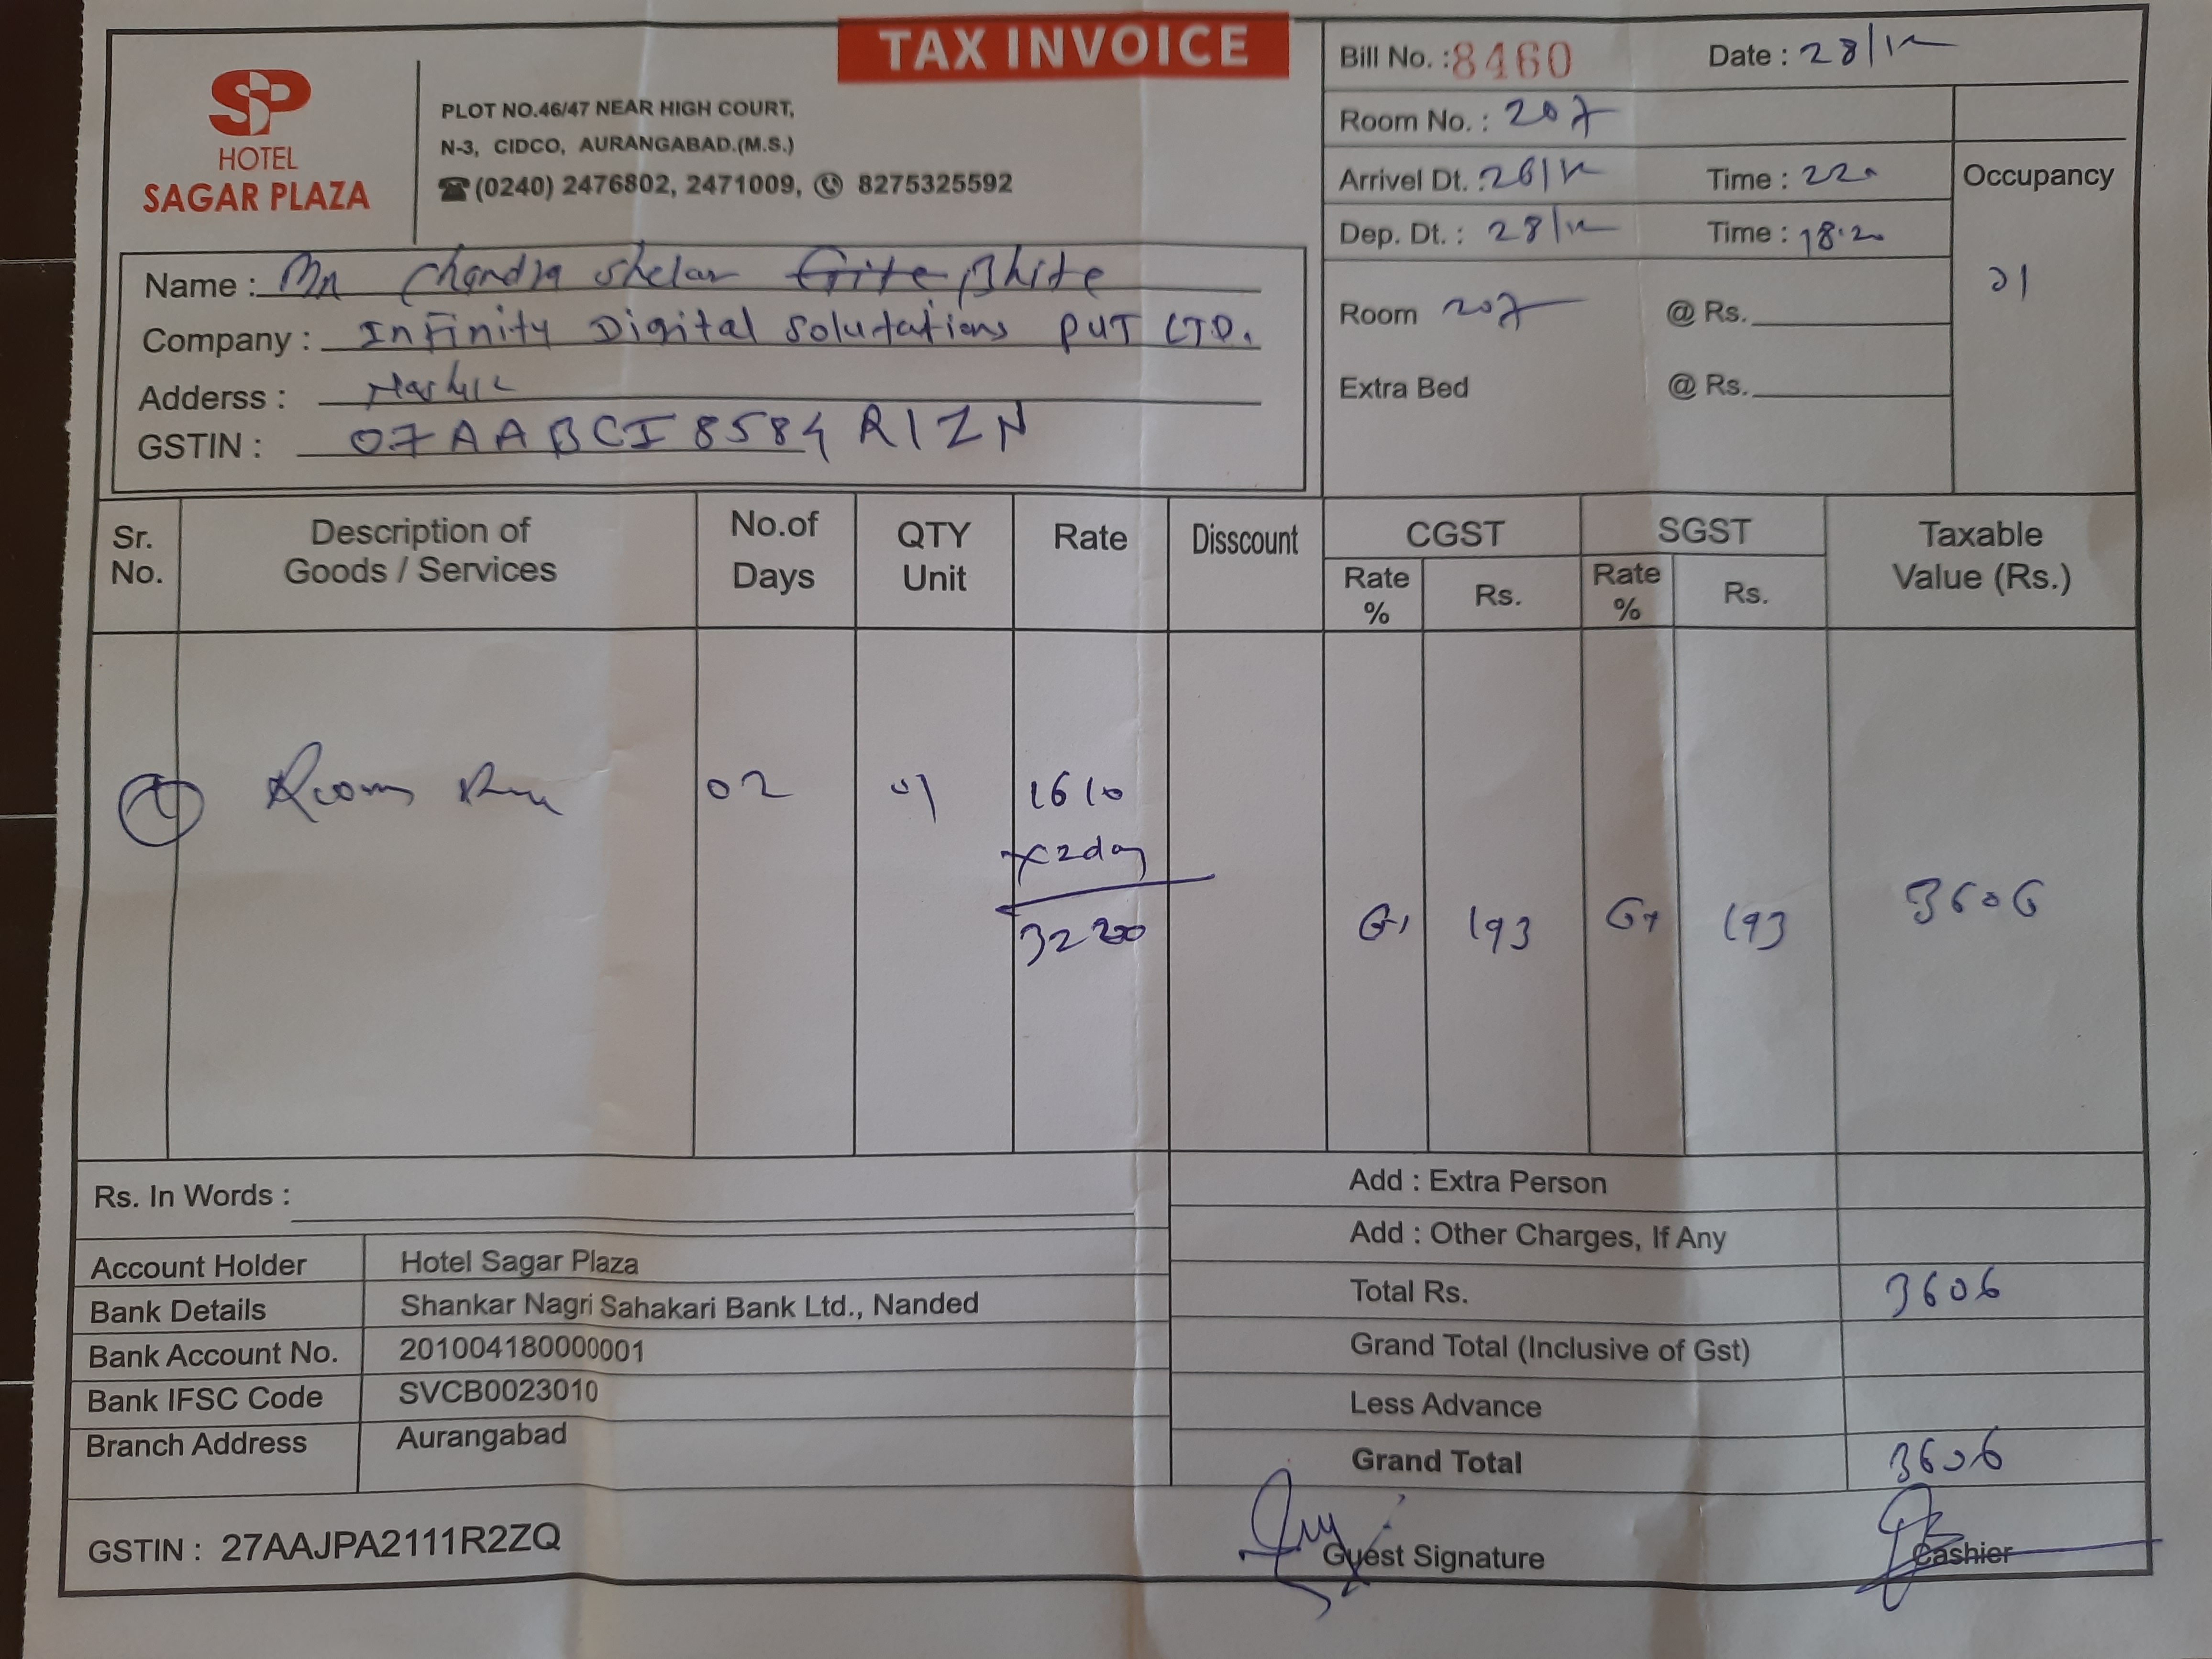 TAX INVOICE
SP
HOTEL
SAGAR PLAZA
PLOT NO.46/47 NEAR HIGH COURT,
N-3, CIDCO, AURANGABAD.(M.S.)
(0240) 2476802, 2471009, 8275325592
Bill No. : 8460 Date : 28/12
Room No. : 207
Arrivel Dt. : 26/12 Time : 22
Dep. Dt. : 28/12 Time : 18.20
Occupancy
01
Room 207 @ Rs.
Extra Bed @ Rs.
Name : Mr Chandra Shekar Gite Bhite
Company : Infinity Digital Solutations PVT LTD.
Adderss : Nashik
GSTIN : 07AABCI8584R1ZN
Sr. No. Description of Goods / Services No.of Days QTY Unit Rate Disscount CGST Rate % Rs. SGST Rate % Rs. Taxable Value (Rs.)
1 Room 02 01 1610
x2day
3220 6% 193 6% 193 3606
Rs. In Words :
Account Holder Hotel Sagar Plaza
Bank Details Shankar Nagri Sahakari Bank Ltd., Nanded
Bank Account No. 201004180000001
Bank IFSC Code SVCB0023010
Branch Address Aurangabad
Add : Extra Person
Add : Other Charges, If Any
Total Rs. 3606
Grand Total (Inclusive of Gst)
Less Advance
Grand Total 3606
GSTIN : 27AAJPA2111R2ZQ
Guest Signature
Cashier